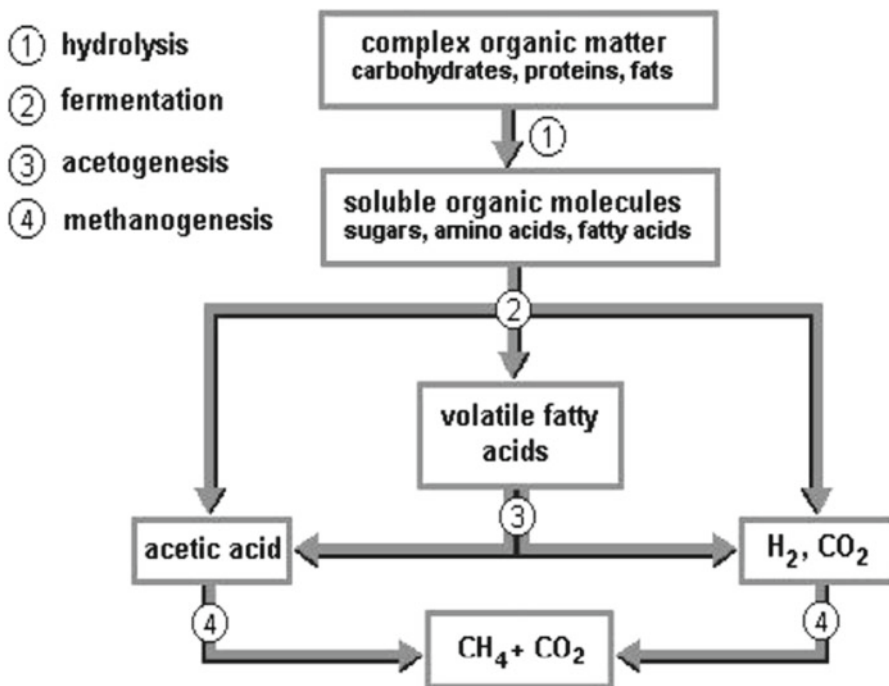 ① hydrolysis
② fermentation
③ acetogenesis
④ methanogenesis
complex organic matter
carbohydrates, proteins, fats
①
soluble organic molecules
sugars, amino acids, fatty acids
②
volatile fatty
acids
③
acetic acid
H₂, CO₂
④
④
CH₄ + CO₂